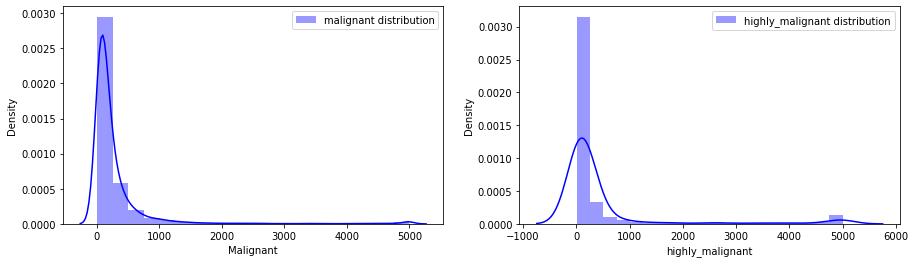 malignant distribution
0.0030
0.0025
0.0020
0.0015
0.0010
0.0005
0.0000
Density
0 1000 2000 3000 4000 5000
Malignant
highly_malignant distribution
0.0030
0.0025
0.0020
0.0015
0.0010
0.0005
0.0000
Density
−1000 0 1000 2000 3000 4000 5000 6000
highly_malignant